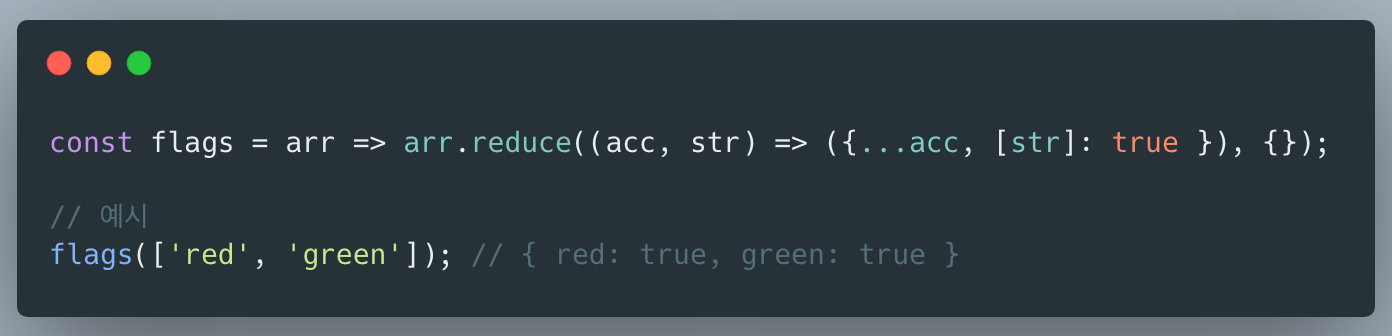 const flags = arr => arr.reduce((acc, str) => ({...acc, [str]: true }), {});
// 예시
flags(['red', 'green']); // { red: true, green: true }